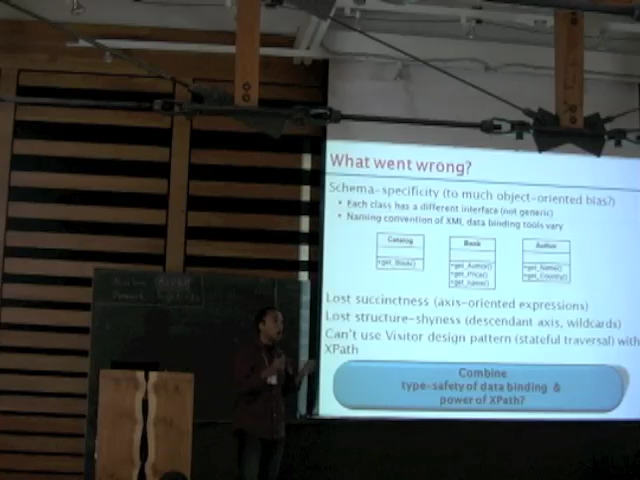 What went wrong?
Schema-specificity (to much object-oriented bias?)
• Each class has a different interface (not generic)
• Naming convention of XML data binding tools vary
Catalog
+get_Book()
Book
+get_Author()
+get_Price()
+get_name()
Author
+get_Name()
+get_Country()
Lost succinctness (axis-oriented expressions)
Lost structure-shyness (descendant axis, wildcards)
Can't use Visitor design pattern (stateful traversal) with
XPath
Combine
type-safety of data binding &
power of XPath?